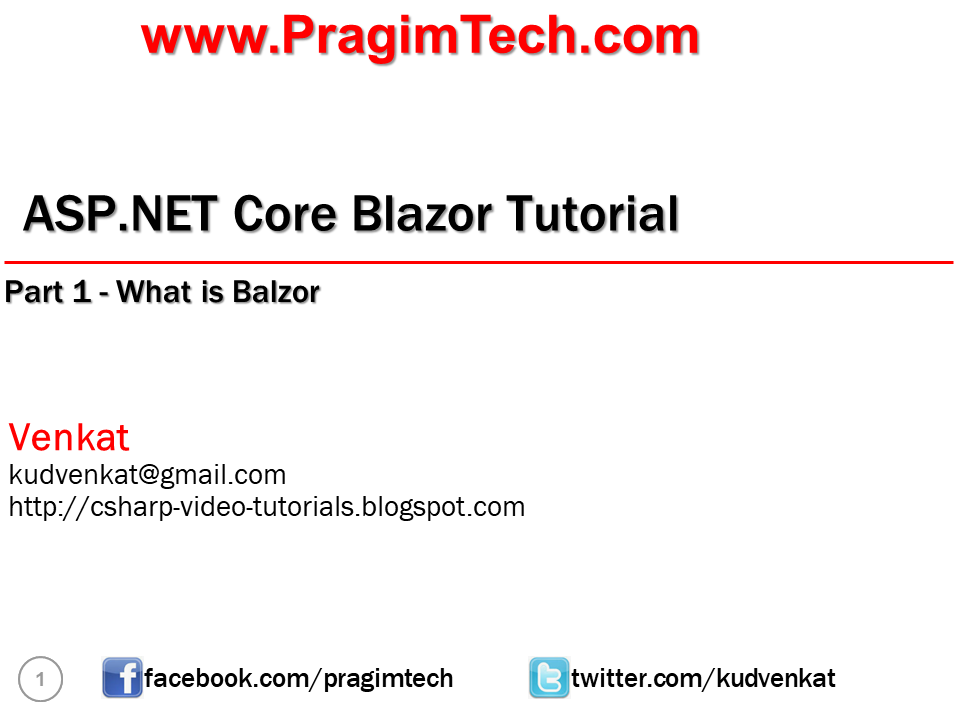 www.PragimTech.com
ASP.NET Core Blazor Tutorial
Part 1 - What is Balzor
Venkat
kudvenkat@gmail.com
http://csharp-video-tutorials.blogspot.com
1
facebook.com/pragimtech
twitter.com/kudvenkat